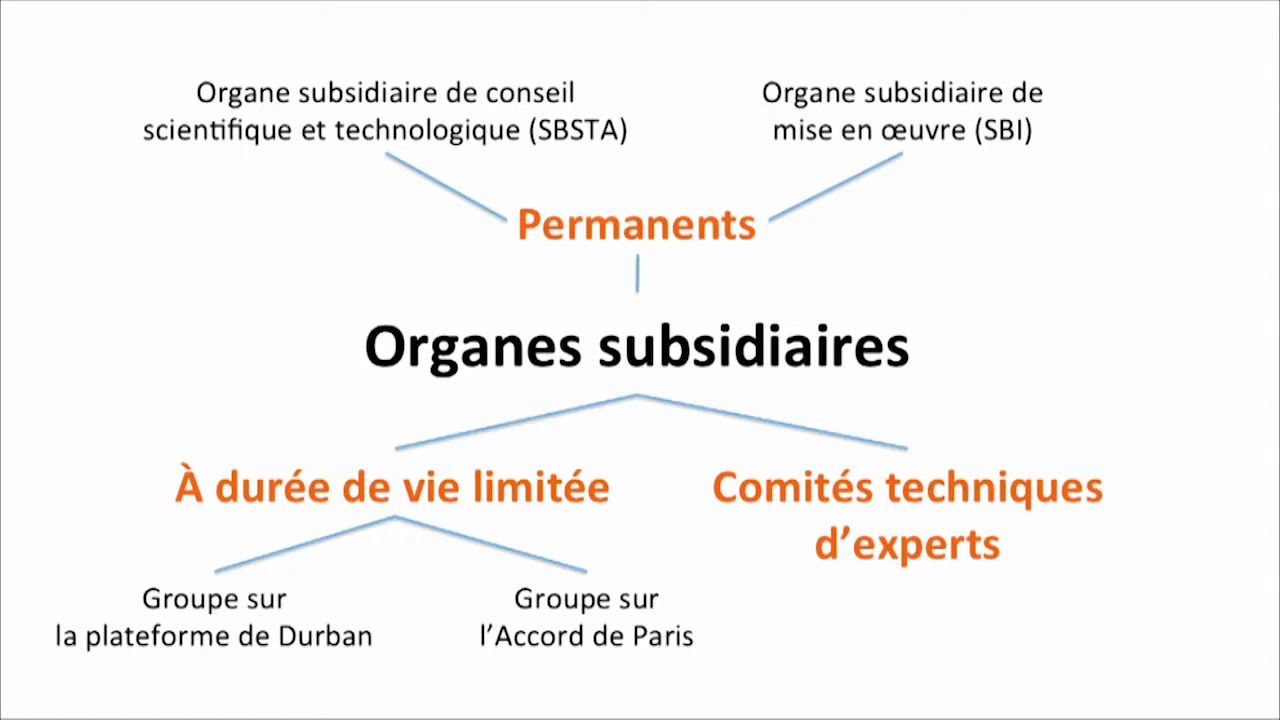 Organe subsidiaire de conseil
scientifique et technologique (SBSTA)
Organe subsidiaire de
mise en œuvre (SBI)
Permanents
Organes subsidiaires
À durée de vie limitée
Comités techniques
d’experts
Groupe sur
la plateforme de Durban
Groupe sur
l’Accord de Paris